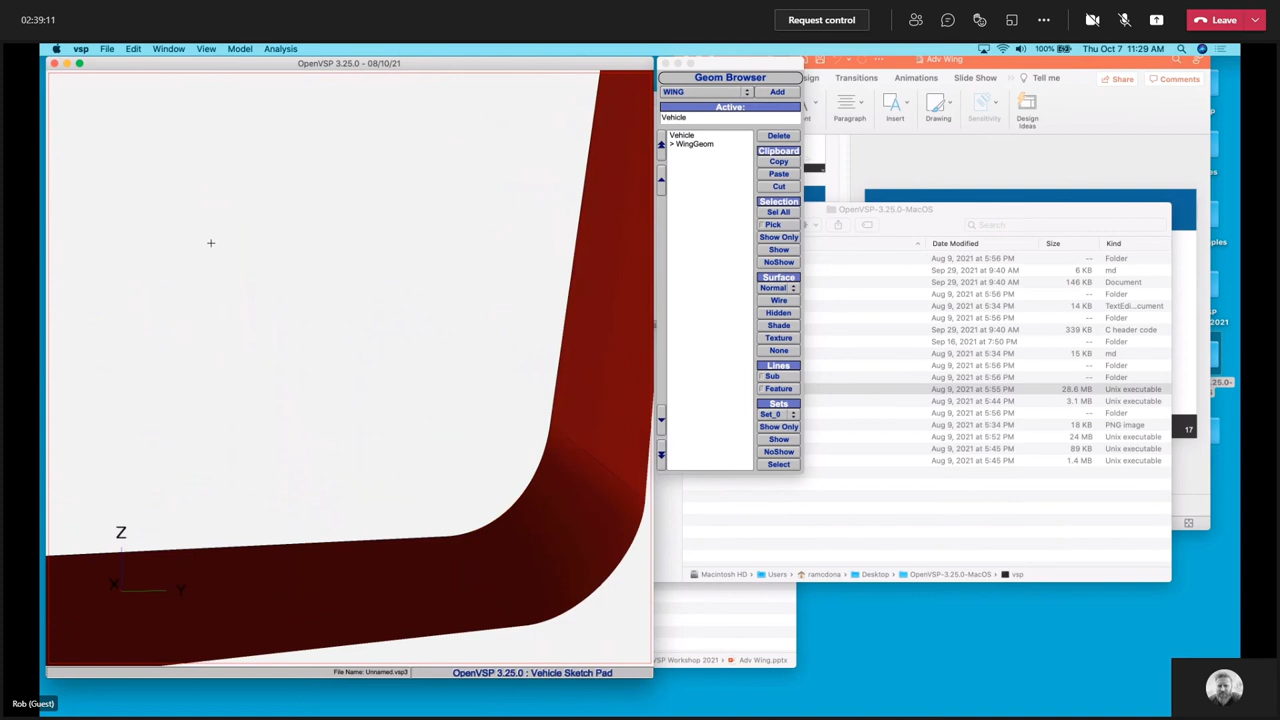 02:39:11
Request control
Leave
vsp File Edit Window View Model Analysis
100% Thu Oct 7 11:29 AM
OpenVSP 3.25.0 - 08/10/21
Z
X
Y
File Name: Unnamed.vsp3
OpenVSP 3.25.0 : Vehicle Sketch Pad
Geom Browser
WING
Add
Active:
Vehicle
Vehicle
> WingGeom
Delete
Clipboard
Copy
Paste
Cut
Selection
Sel All
Pick
Show Only
Show
NoShow
Surface
Normal
Wire
Hidden
Shade
Texture
None
Lines
Sub
Feature
Sets
Set_0
Show Only
Show
NoShow
Select
Adv Wing
Transitions Animations Slide Show Tell me
Share
Comments
Paragraph
Insert
Drawing
Sensitivity
Design
Ideas
17
OpenVSP-3.25.0-MacOS
Search
Date Modified Size Kind
Aug 9, 2021 at 5:56 PM -- Folder
Sep 29, 2021 at 9:40 AM 6 KB md
Sep 29, 2021 at 9:40 AM 146 KB Document
Aug 9, 2021 at 5:56 PM -- Folder
Aug 9, 2021 at 5:34 PM 14 KB TextEdi...cument
Aug 9, 2021 at 5:56 PM -- Folder
Sep 29, 2021 at 9:40 AM 339 KB C header code
Sep 16, 2021 at 7:50 PM -- Folder
Aug 9, 2021 at 5:34 PM 15 KB md
Aug 9, 2021 at 5:56 PM -- Folder
Aug 9, 2021 at 5:56 PM -- Folder
Aug 9, 2021 at 5:55 PM 28.6 MB Unix executable
Aug 9, 2021 at 5:44 PM 3.1 MB Unix executable
Aug 9, 2021 at 5:56 PM -- Folder
Aug 9, 2021 at 5:34 PM 18 KB PNG image
Aug 9, 2021 at 5:52 PM 24 MB Unix executable
Aug 9, 2021 at 5:45 PM 89 KB Unix executable
Aug 9, 2021 at 5:45 PM 1.4 MB Unix executable
Macintosh HD › Users › ramcdona › Desktop › OpenVSP-3.25.0-MacOS › vsp
VSP Workshop 2021 › Adv Wing.pptx
Rob (Guest)